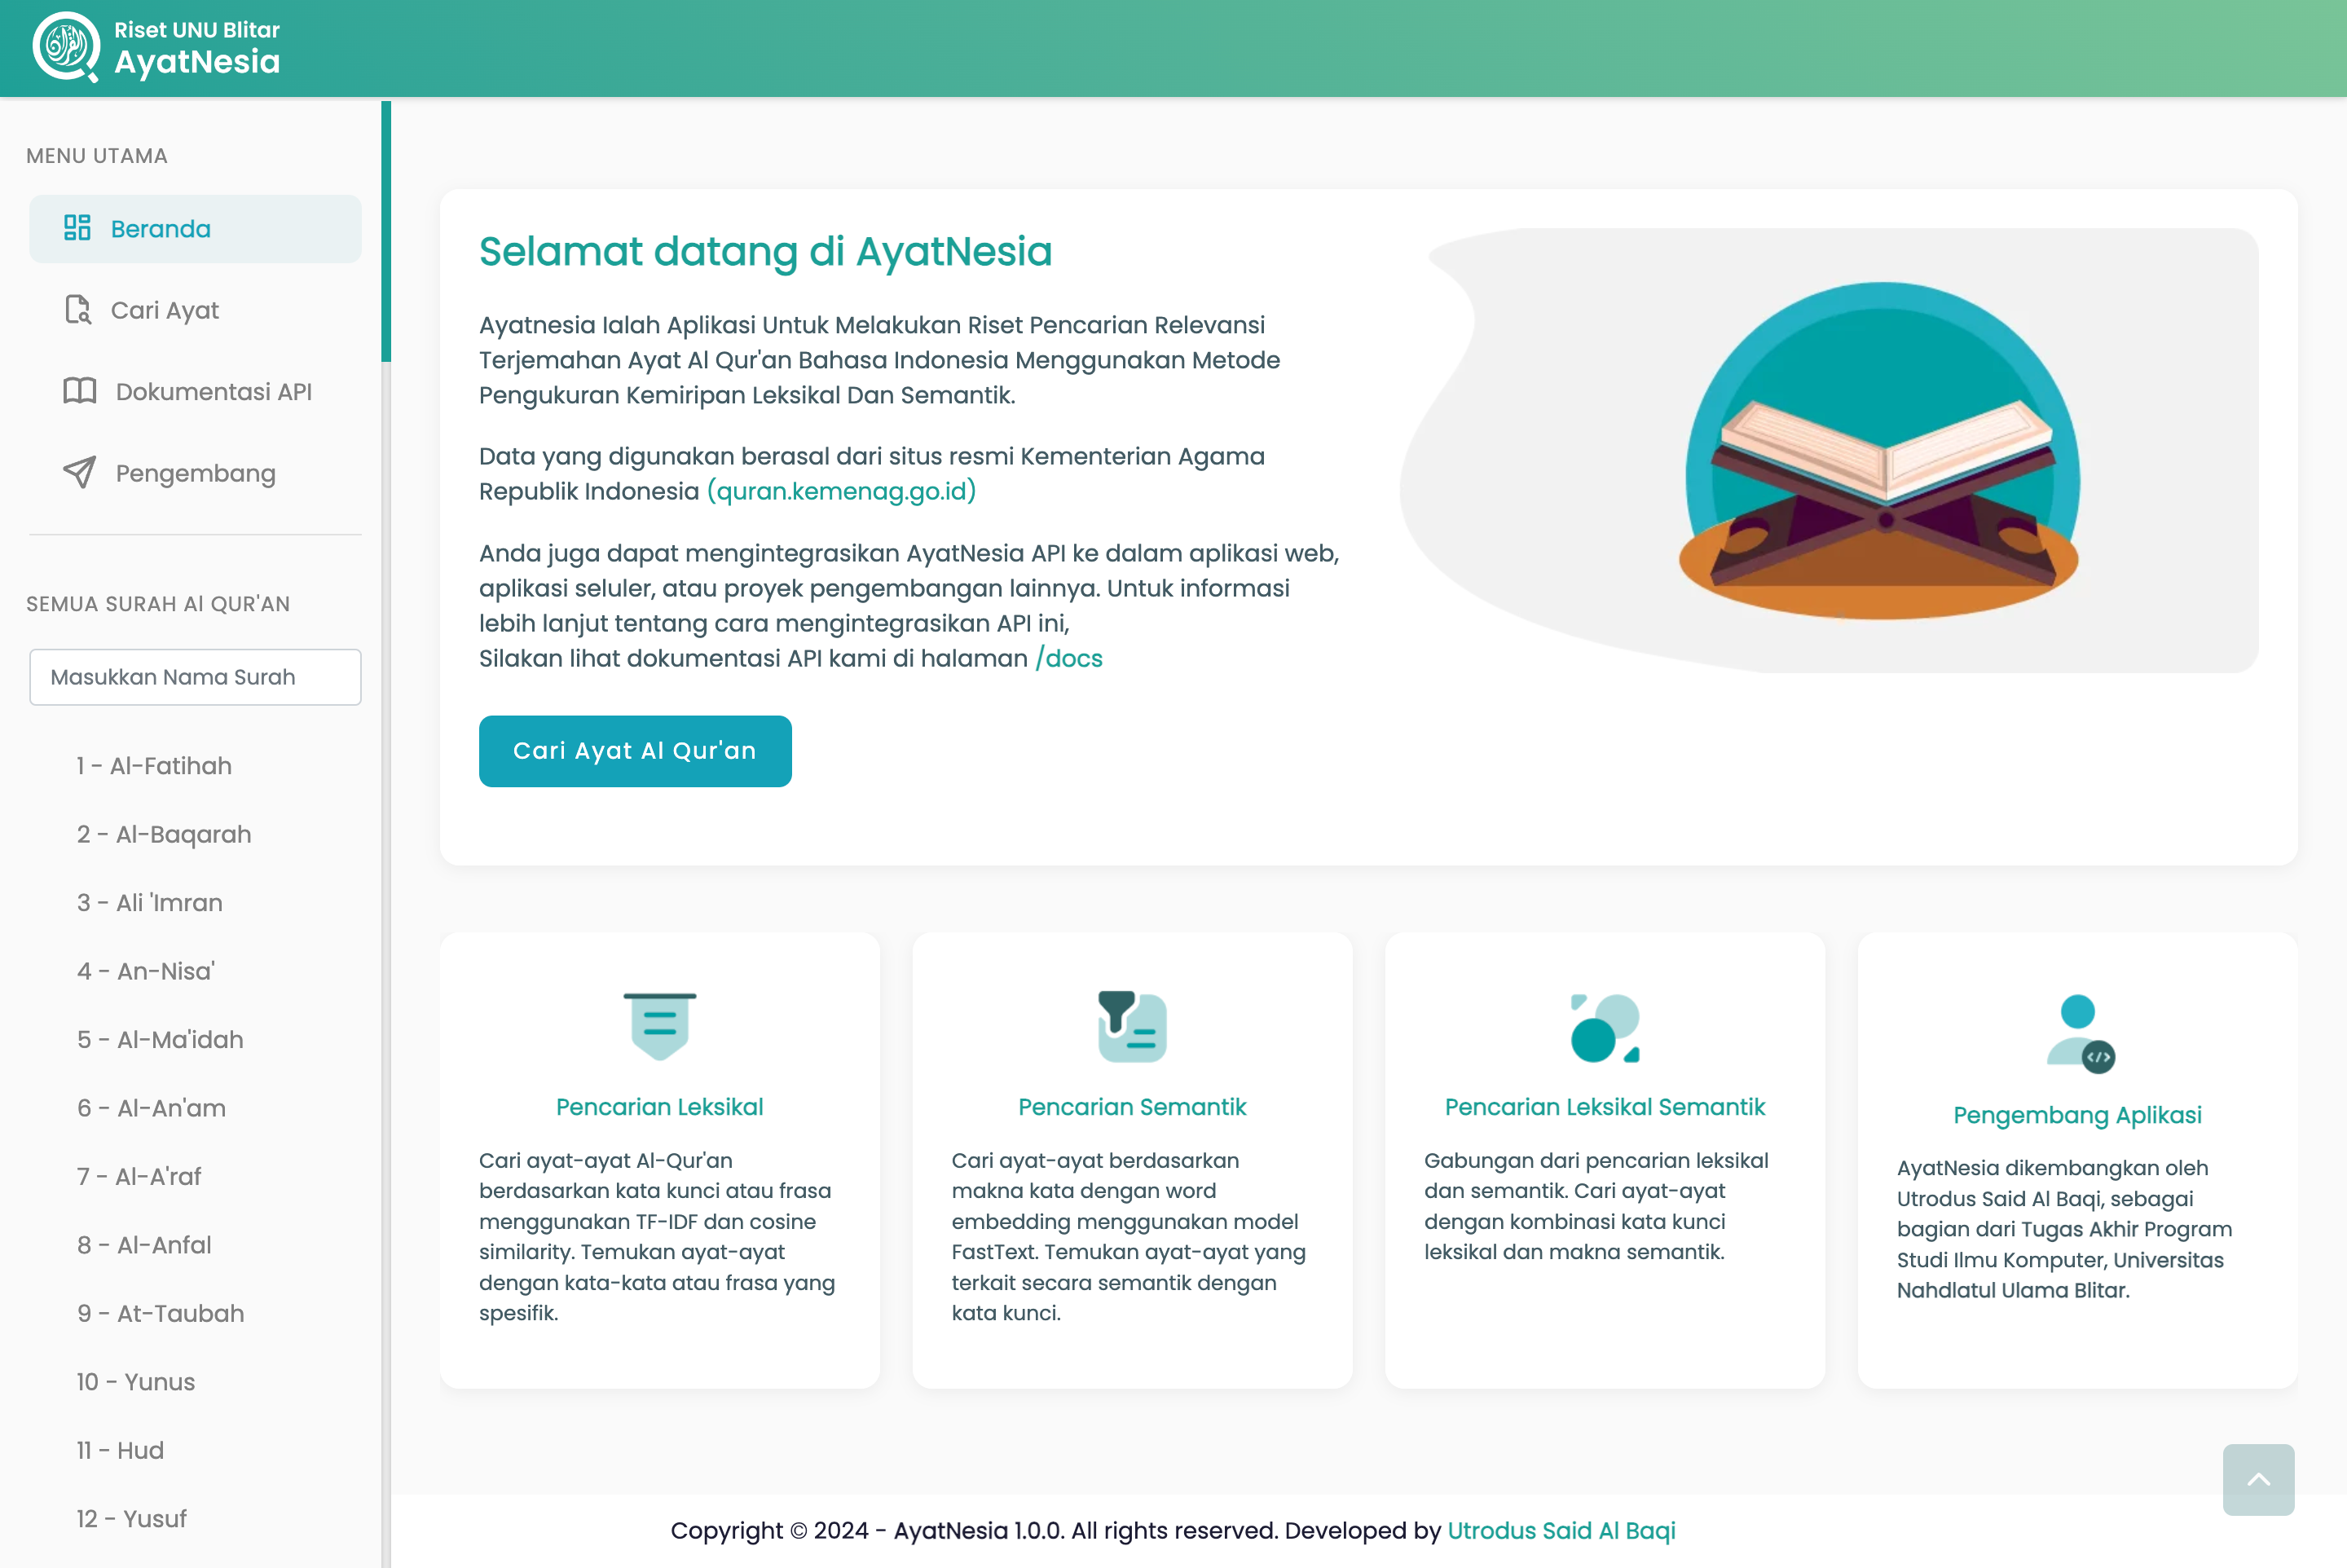 Riset UNU Blitar
AyatNesia
MENU UTAMA
Beranda
Cari Ayat
Dokumentasi API
Pengembang
SEMUA SURAH Al QUR'AN
Masukkan Nama Surah
1 - Al-Fatihah
2 - Al-Baqarah
3 - Ali 'Imran
4 - An-Nisa'
5 - Al-Ma'idah
6 - Al-An'am
7 - Al-A'raf
8 - Al-Anfal
9 - At-Taubah
10 - Yunus
11 - Hud
12 - Yusuf
Selamat datang di AyatNesia
Ayatnesia Ialah Aplikasi Untuk Melakukan Riset Pencarian Relevansi
Terjemahan Ayat Al Qur'an Bahasa Indonesia Menggunakan Metode
Pengukuran Kemiripan Leksikal Dan Semantik.
Data yang digunakan berasal dari situs resmi Kementerian Agama
Republik Indonesia (quran.kemenag.go.id)
Anda juga dapat mengintegrasikan AyatNesia API ke dalam aplikasi web,
aplikasi seluler, atau proyek pengembangan lainnya. Untuk informasi
lebih lanjut tentang cara mengintegrasikan API ini,
Silakan lihat dokumentasi API kami di halaman /docs
Cari Ayat Al Qur'an
Pencarian Leksikal
Cari ayat-ayat Al-Qur'an
berdasarkan kata kunci atau frasa
menggunakan TF-IDF dan cosine
similarity. Temukan ayat-ayat
dengan kata-kata atau frasa yang
spesifik.
Pencarian Semantik
Cari ayat-ayat berdasarkan
makna kata dengan word
embedding menggunakan model
FastText. Temukan ayat-ayat yang
terkait secara semantik dengan
kata kunci.
Pencarian Leksikal Semantik
Gabungan dari pencarian leksikal
dan semantik. Cari ayat-ayat
dengan kombinasi kata kunci
leksikal dan makna semantik.
Pengembang Aplikasi
AyatNesia dikembangkan oleh
Utrodus Said Al Baqi, sebagai
bagian dari Tugas Akhir Program
Studi Ilmu Komputer, Universitas
Nahdlatul Ulama Blitar.
Copyright © 2024 - AyatNesia 1.0.0. All rights reserved. Developed by Utrodus Said Al Baqi